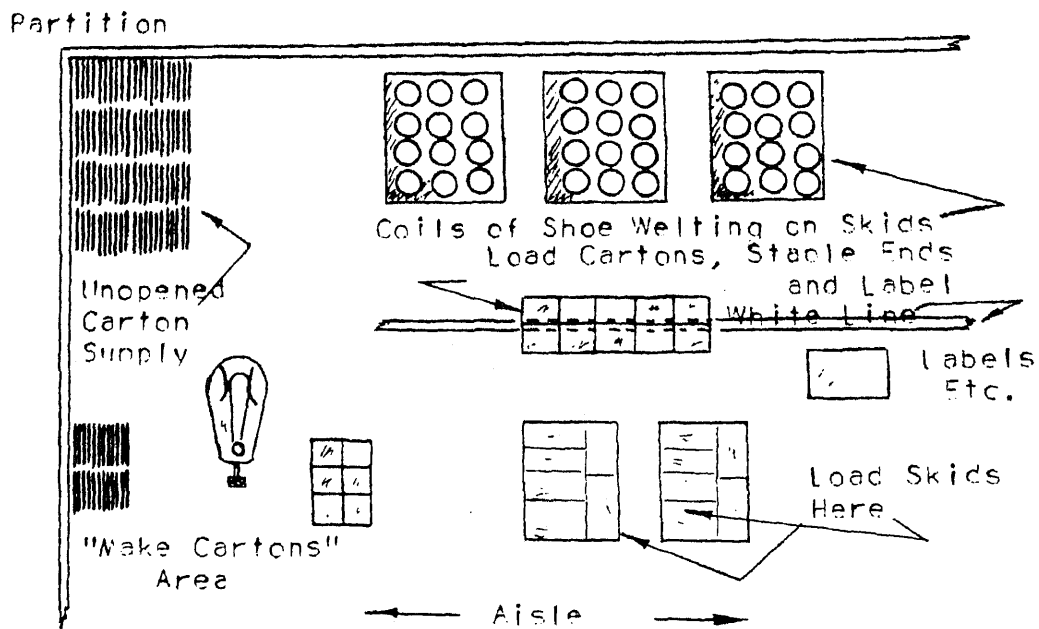 Partition
Coils of Shoe Welting on Skids
Load Cartons, Staple Ends
and Label
White Line
Unopened
Carton
Supply
Labels
Etc.
Load Skids
Here
"Make Cartons"
Area
Aisle